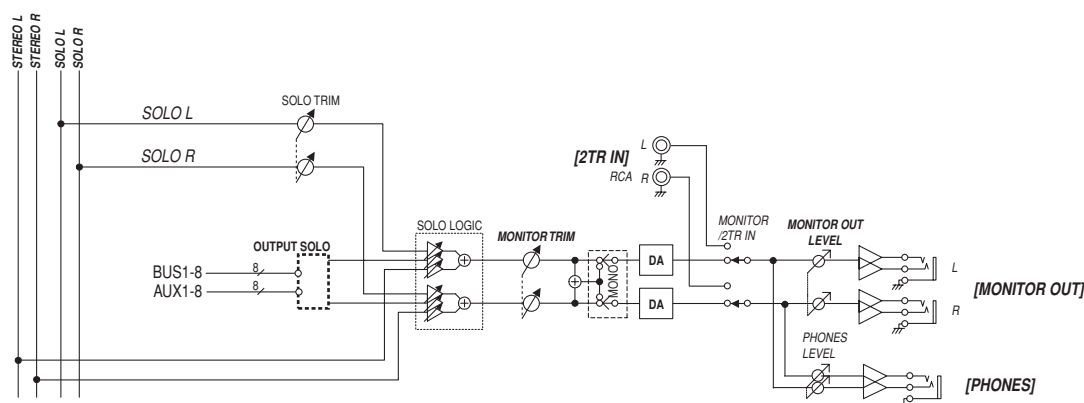 STEREO L
STEREO R
SOLO L
SOLO R
SOLO TRIM
SOLO L
SOLO R
[2TR IN]
L
RCA R
SOLO LOGIC
MONITOR TRIM
MONITOR
/2TR IN
MONITOR OUT
LEVEL
OUTPUT SOLO
BUS1-8
8
AUX1-8
8
MONO
DA
DA
L
R
[MONITOR OUT]
PHONES
LEVEL
[PHONES]